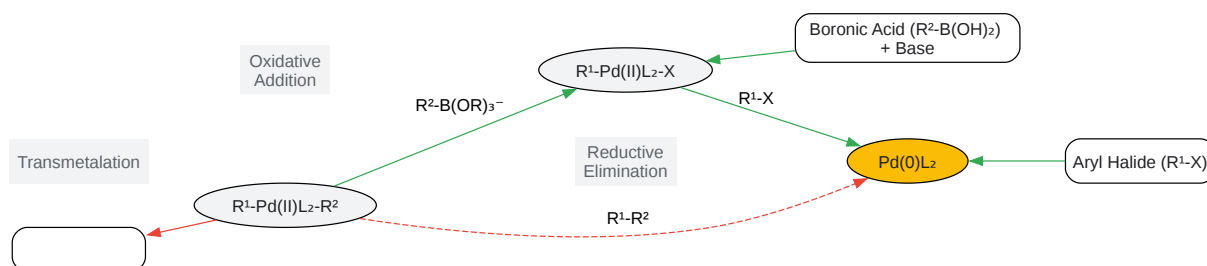 Boronic Acid (R²-B(OH)₂)
+ Base
Oxidative
Addition
R¹-Pd(II)L₂-X
R²-B(OR)₃⁻
R¹-X
Transmetalation
Reductive
Elimination
Pd(0)L₂
Aryl Halide (R¹-X)
R¹-Pd(II)L₂-R²
R¹-R²